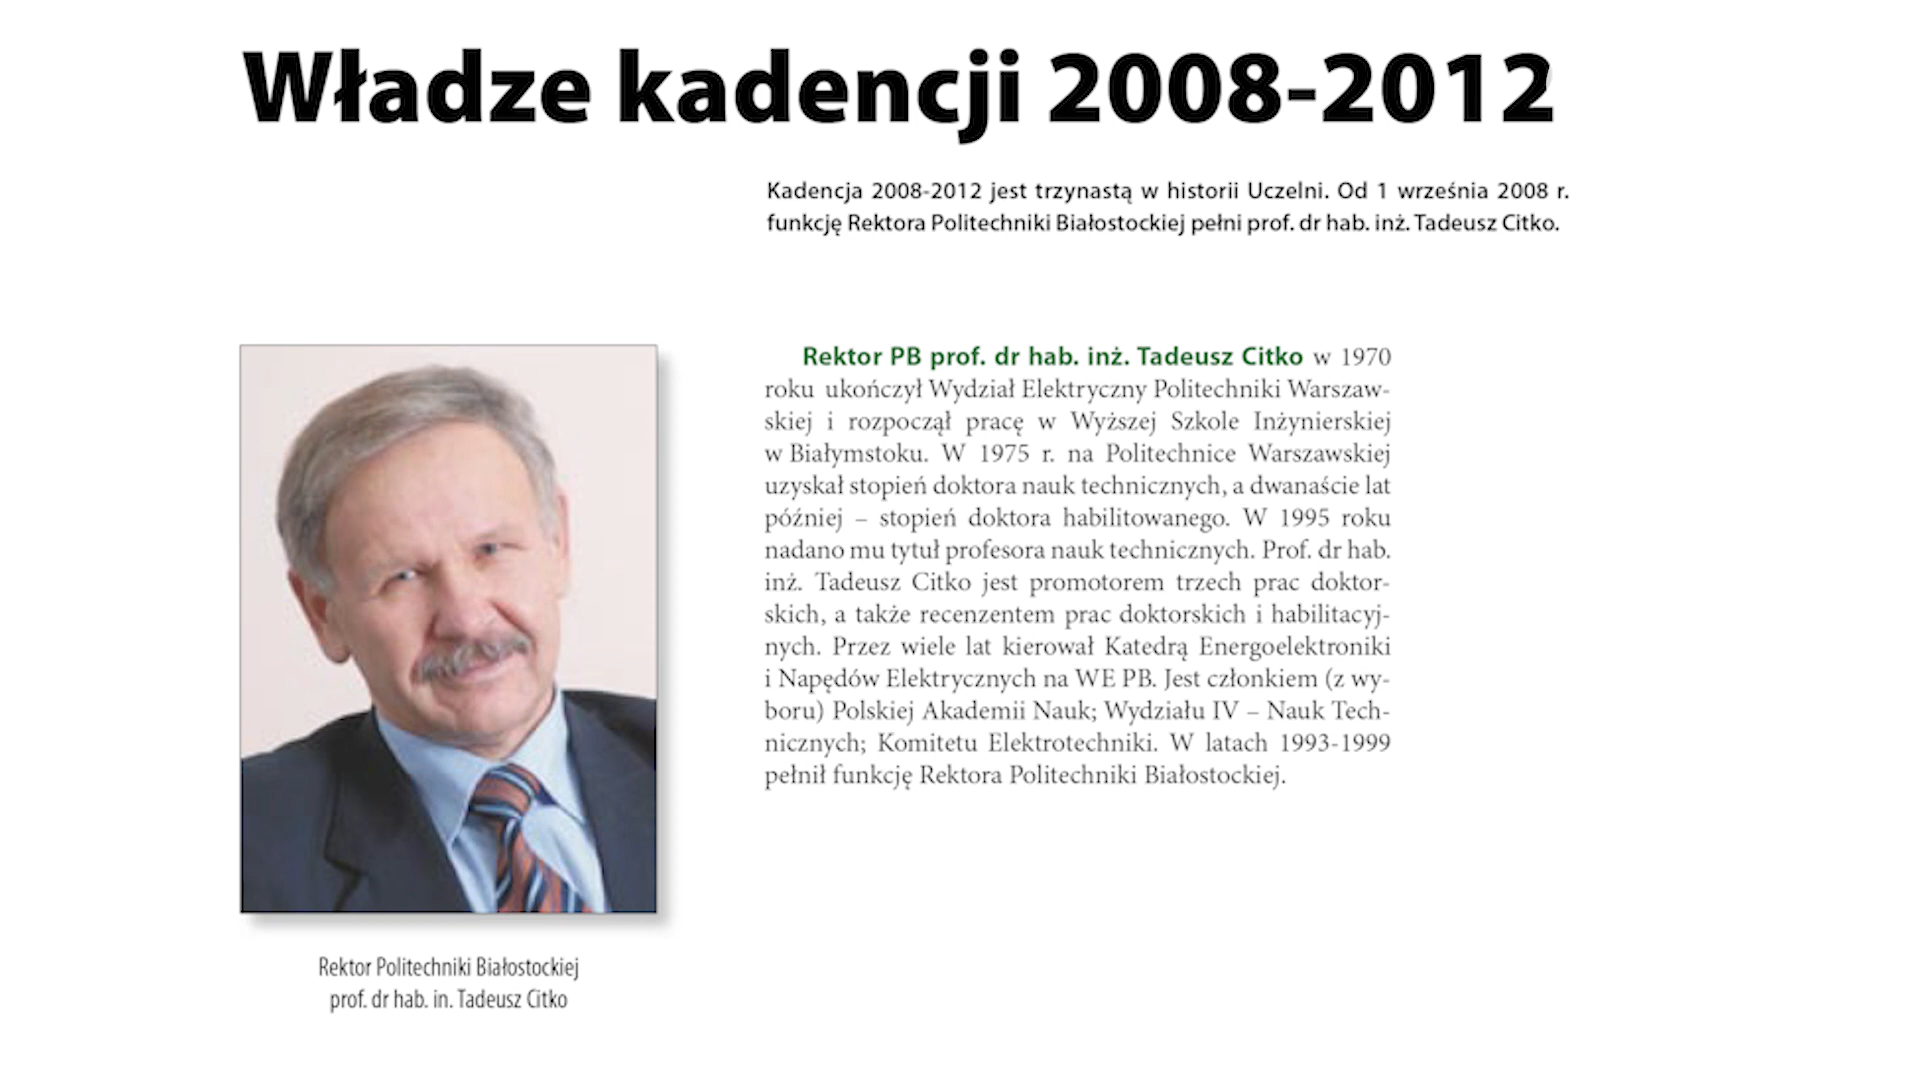 Władze kadencji 2008-2012
Kadencja 2008-2012 jest trzynastą w historii Uczelni. Od 1 września 2008 r.
funkcję Rektora Politechniki Białostockiej pełni prof. dr hab. inż. Tadeusz Citko.
Rektor PB prof. dr hab. inż. Tadeusz Citko w 1970
roku ukończył Wydział Elektryczny Politechniki Warszaw-
skiej i rozpoczął pracę w Wyższej Szkole Inżynierskiej
w Białymstoku. W 1975 r. na Politechnice Warszawskiej
uzyskał stopień doktora nauk technicznych, a dwanaście lat
później – stopień doktora habilitowanego. W 1995 roku
nadano mu tytuł profesora nauk technicznych. Prof. dr hab.
inż. Tadeusz Citko jest promotorem trzech prac doktor-
skich, a także recenzentem prac doktorskich i habilitacyj-
nych. Przez wiele lat kierował Katedrą Energoelektroniki
i Napędów Elektrycznych na WE PB. Jest członkiem (z wy-
boru) Polskiej Akademii Nauk; Wydziału IV – Nauk Tech-
nicznych; Komitetu Elektrotechniki. W latach 1993-1999
pełnił funkcję Rektora Politechniki Białostockiej.
Rektor Politechniki Białostockiej
prof. dr hab. in. Tadeusz Citko